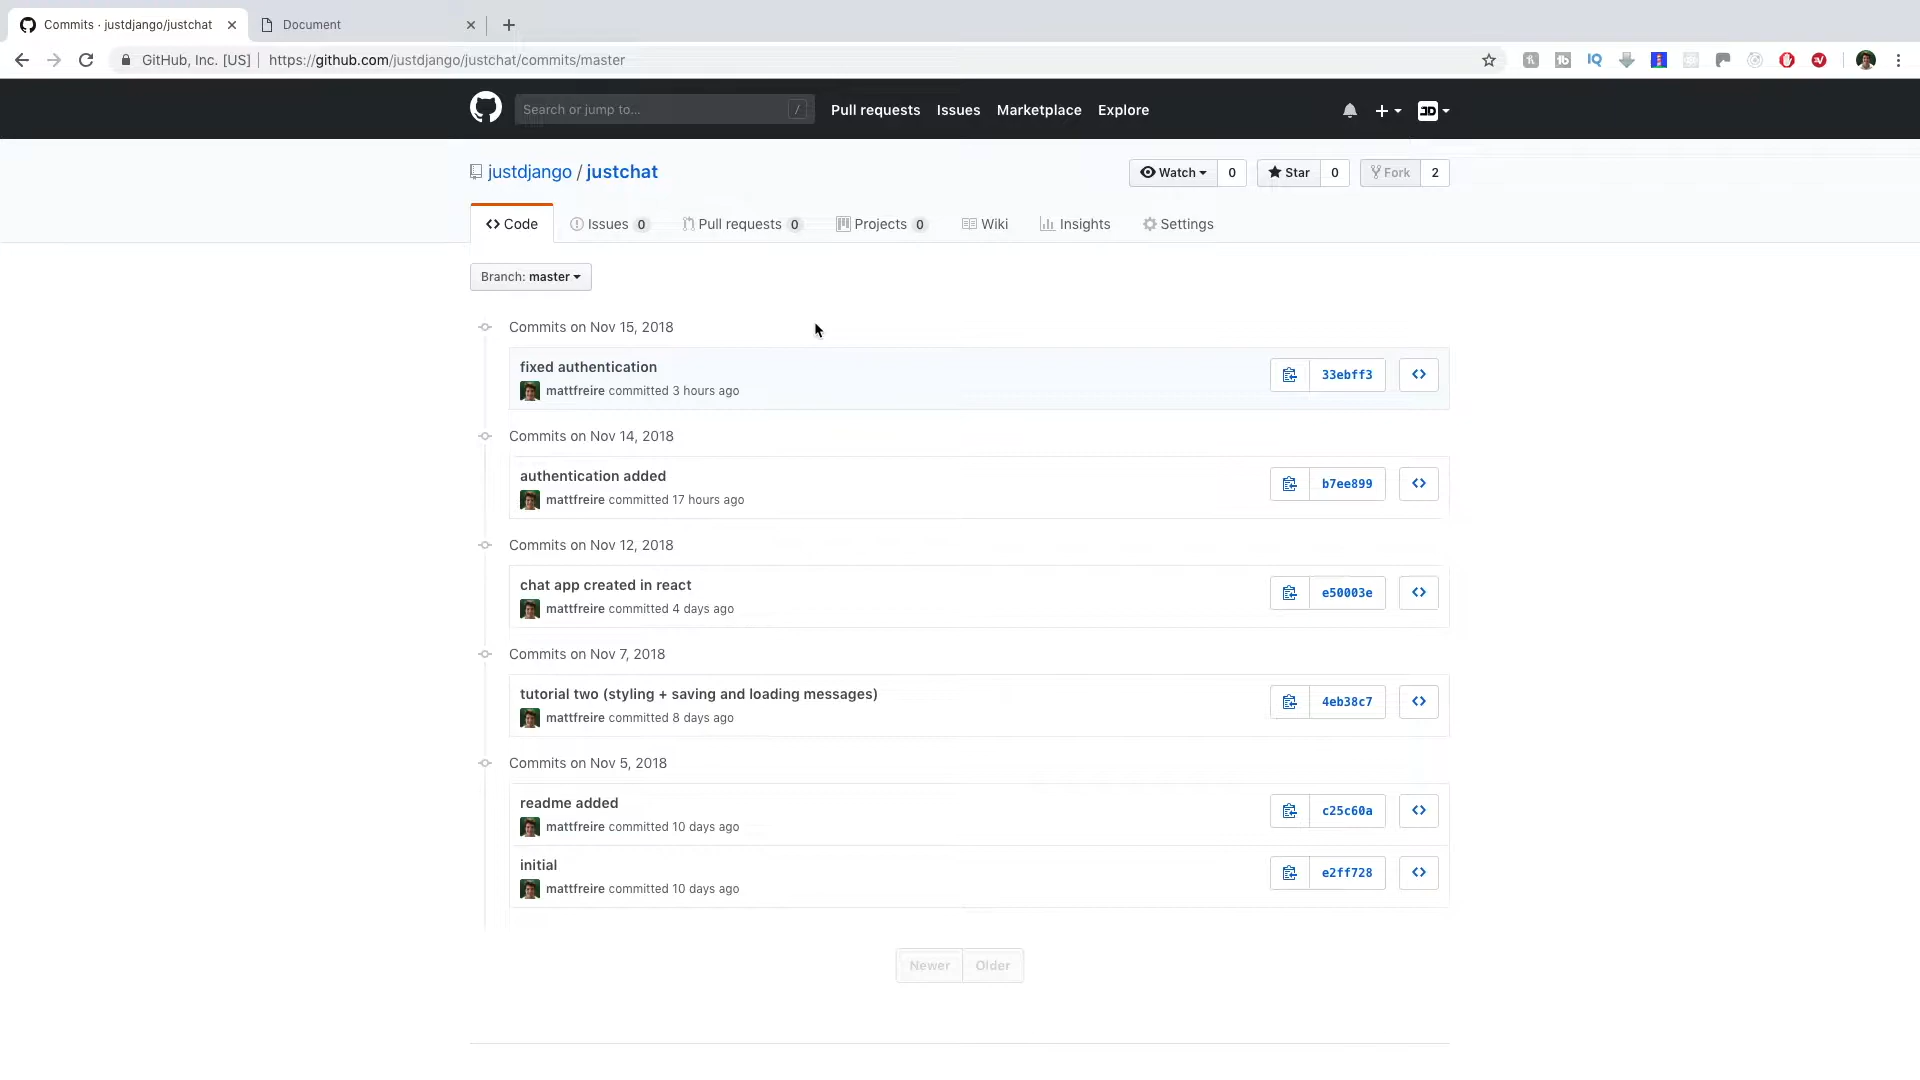 Commits · justdjango/justchat
Document
GitHub, Inc. [US]
https://github.com/justdjango/justchat/commits/master
Search or jump to... /
Pull requests Issues Marketplace Explore
justdjango / justchat
Watch 0
Star 0
Fork 2
Code
Issues 0
Pull requests 0
Projects 0
Wiki
Insights
Settings
Branch: master
Commits on Nov 15, 2018
fixed authentication
33ebff3
mattfreire committed 3 hours ago
Commits on Nov 14, 2018
authentication added
b7ee899
mattfreire committed 17 hours ago
Commits on Nov 12, 2018
chat app created in react
e50003e
mattfreire committed 4 days ago
Commits on Nov 7, 2018
tutorial two (styling + saving and loading messages)
4eb38c7
mattfreire committed 8 days ago
Commits on Nov 5, 2018
readme added
c25c60a
mattfreire committed 10 days ago
initial
e2ff728
mattfreire committed 10 days ago
Newer Older